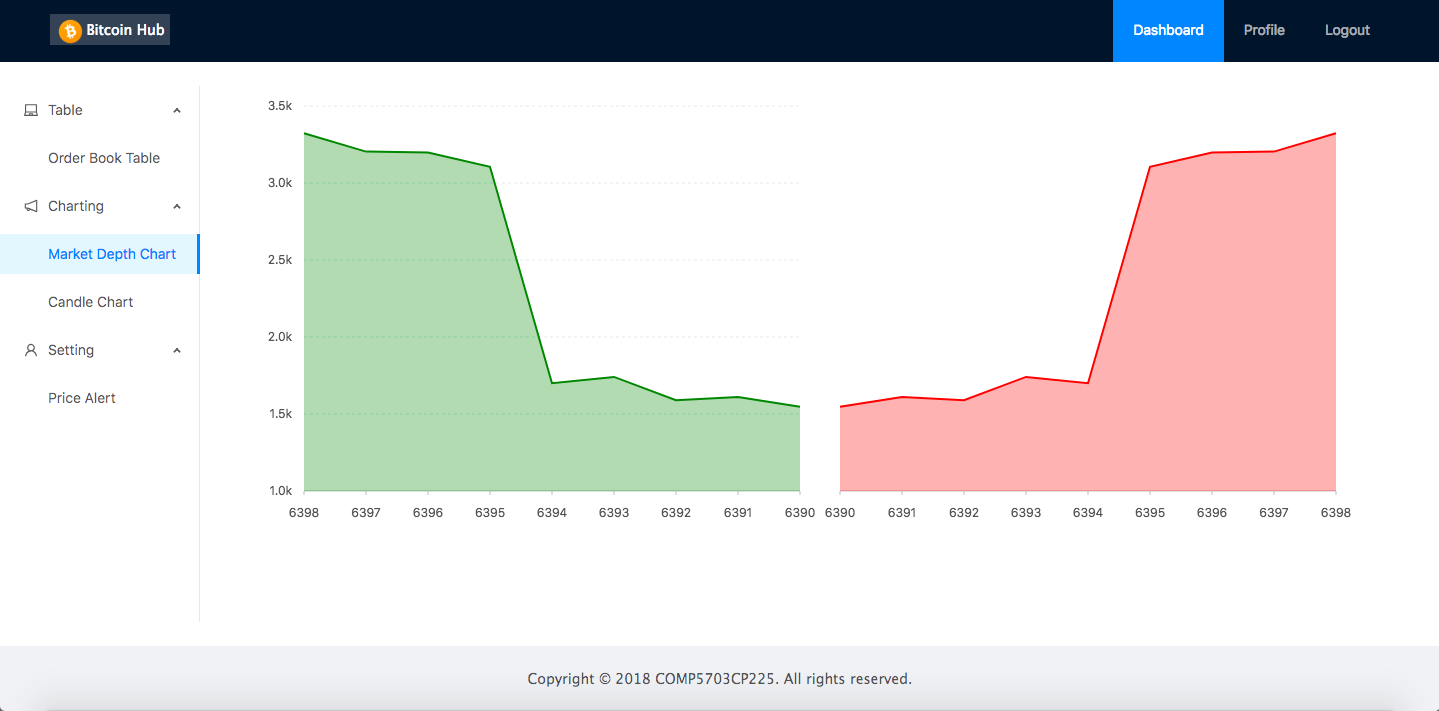 Bitcoin Hub
Dashboard Profile Logout
Table
Order Book Table
Charting
Market Depth Chart
Candle Chart
Setting
Price Alert
3.5k
3.0k
2.5k
2.0k
1.5k
1.0k
6398 6397 6396 6395 6394 6393 6392 6391 6390 6390 6391 6392 6393 6394 6395 6396 6397 6398
Copyright © 2018 COMP5703CP225. All rights reserved.